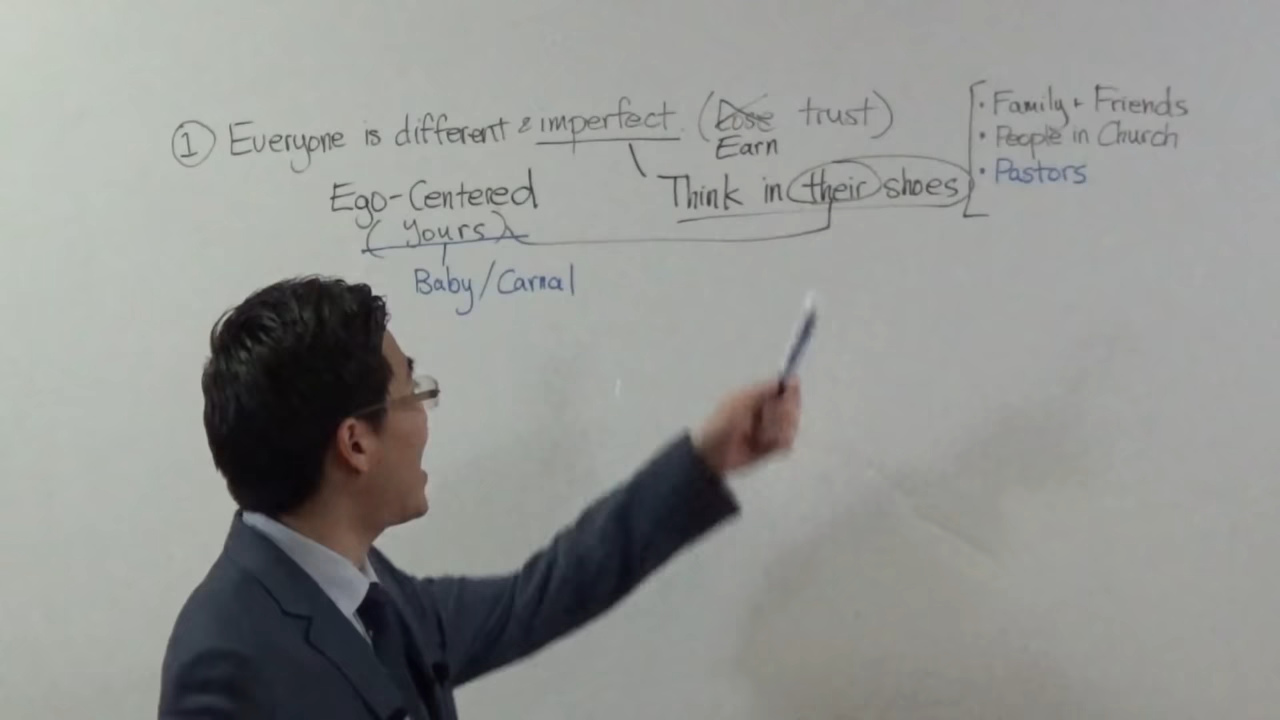 ① Everyone is different & imperfect. (Lose trust)
Earn
Ego-Centered
(Yours)
Baby/Carnal
Think in their shoes
· Family + Friends
· People in Church
· Pastors